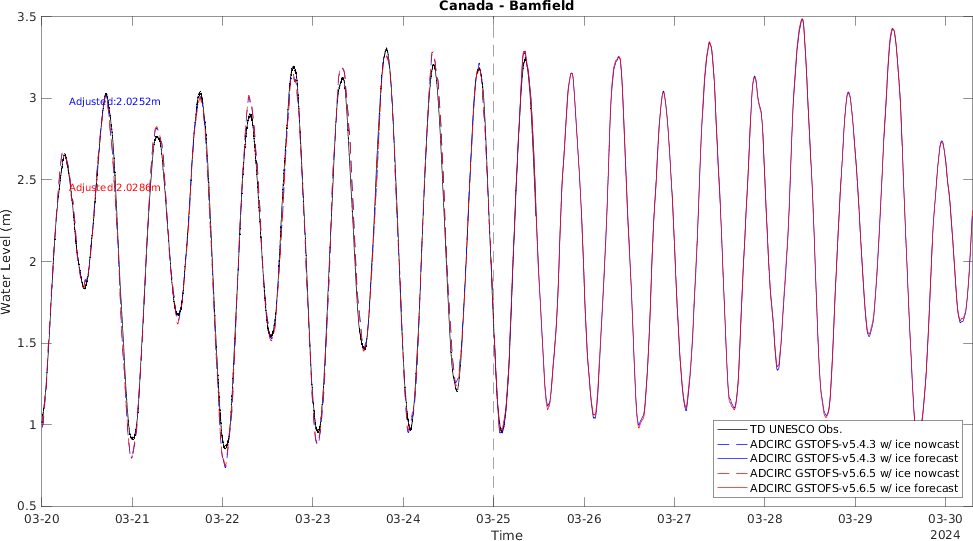 Canada - Bamfield
3.5
3
2.5
2
1.5
1
0.5
Water Level (m)
Adjusted:2.0252m
Adjusted:2.0286m
TD UNESCO Obs.
ADCIRC GSTOFS-v5.4.3 w/ ice nowcast
ADCIRC GSTOFS-v5.4.3 w/ ice forecast
ADCIRC GSTOFS-v5.6.5 w/ ice nowcast
ADCIRC GSTOFS-v5.6.5 w/ ice forecast
03-20 03-21 03-22 03-23 03-24 03-25 03-26 03-27 03-28 03-29 03-30
Time 2024